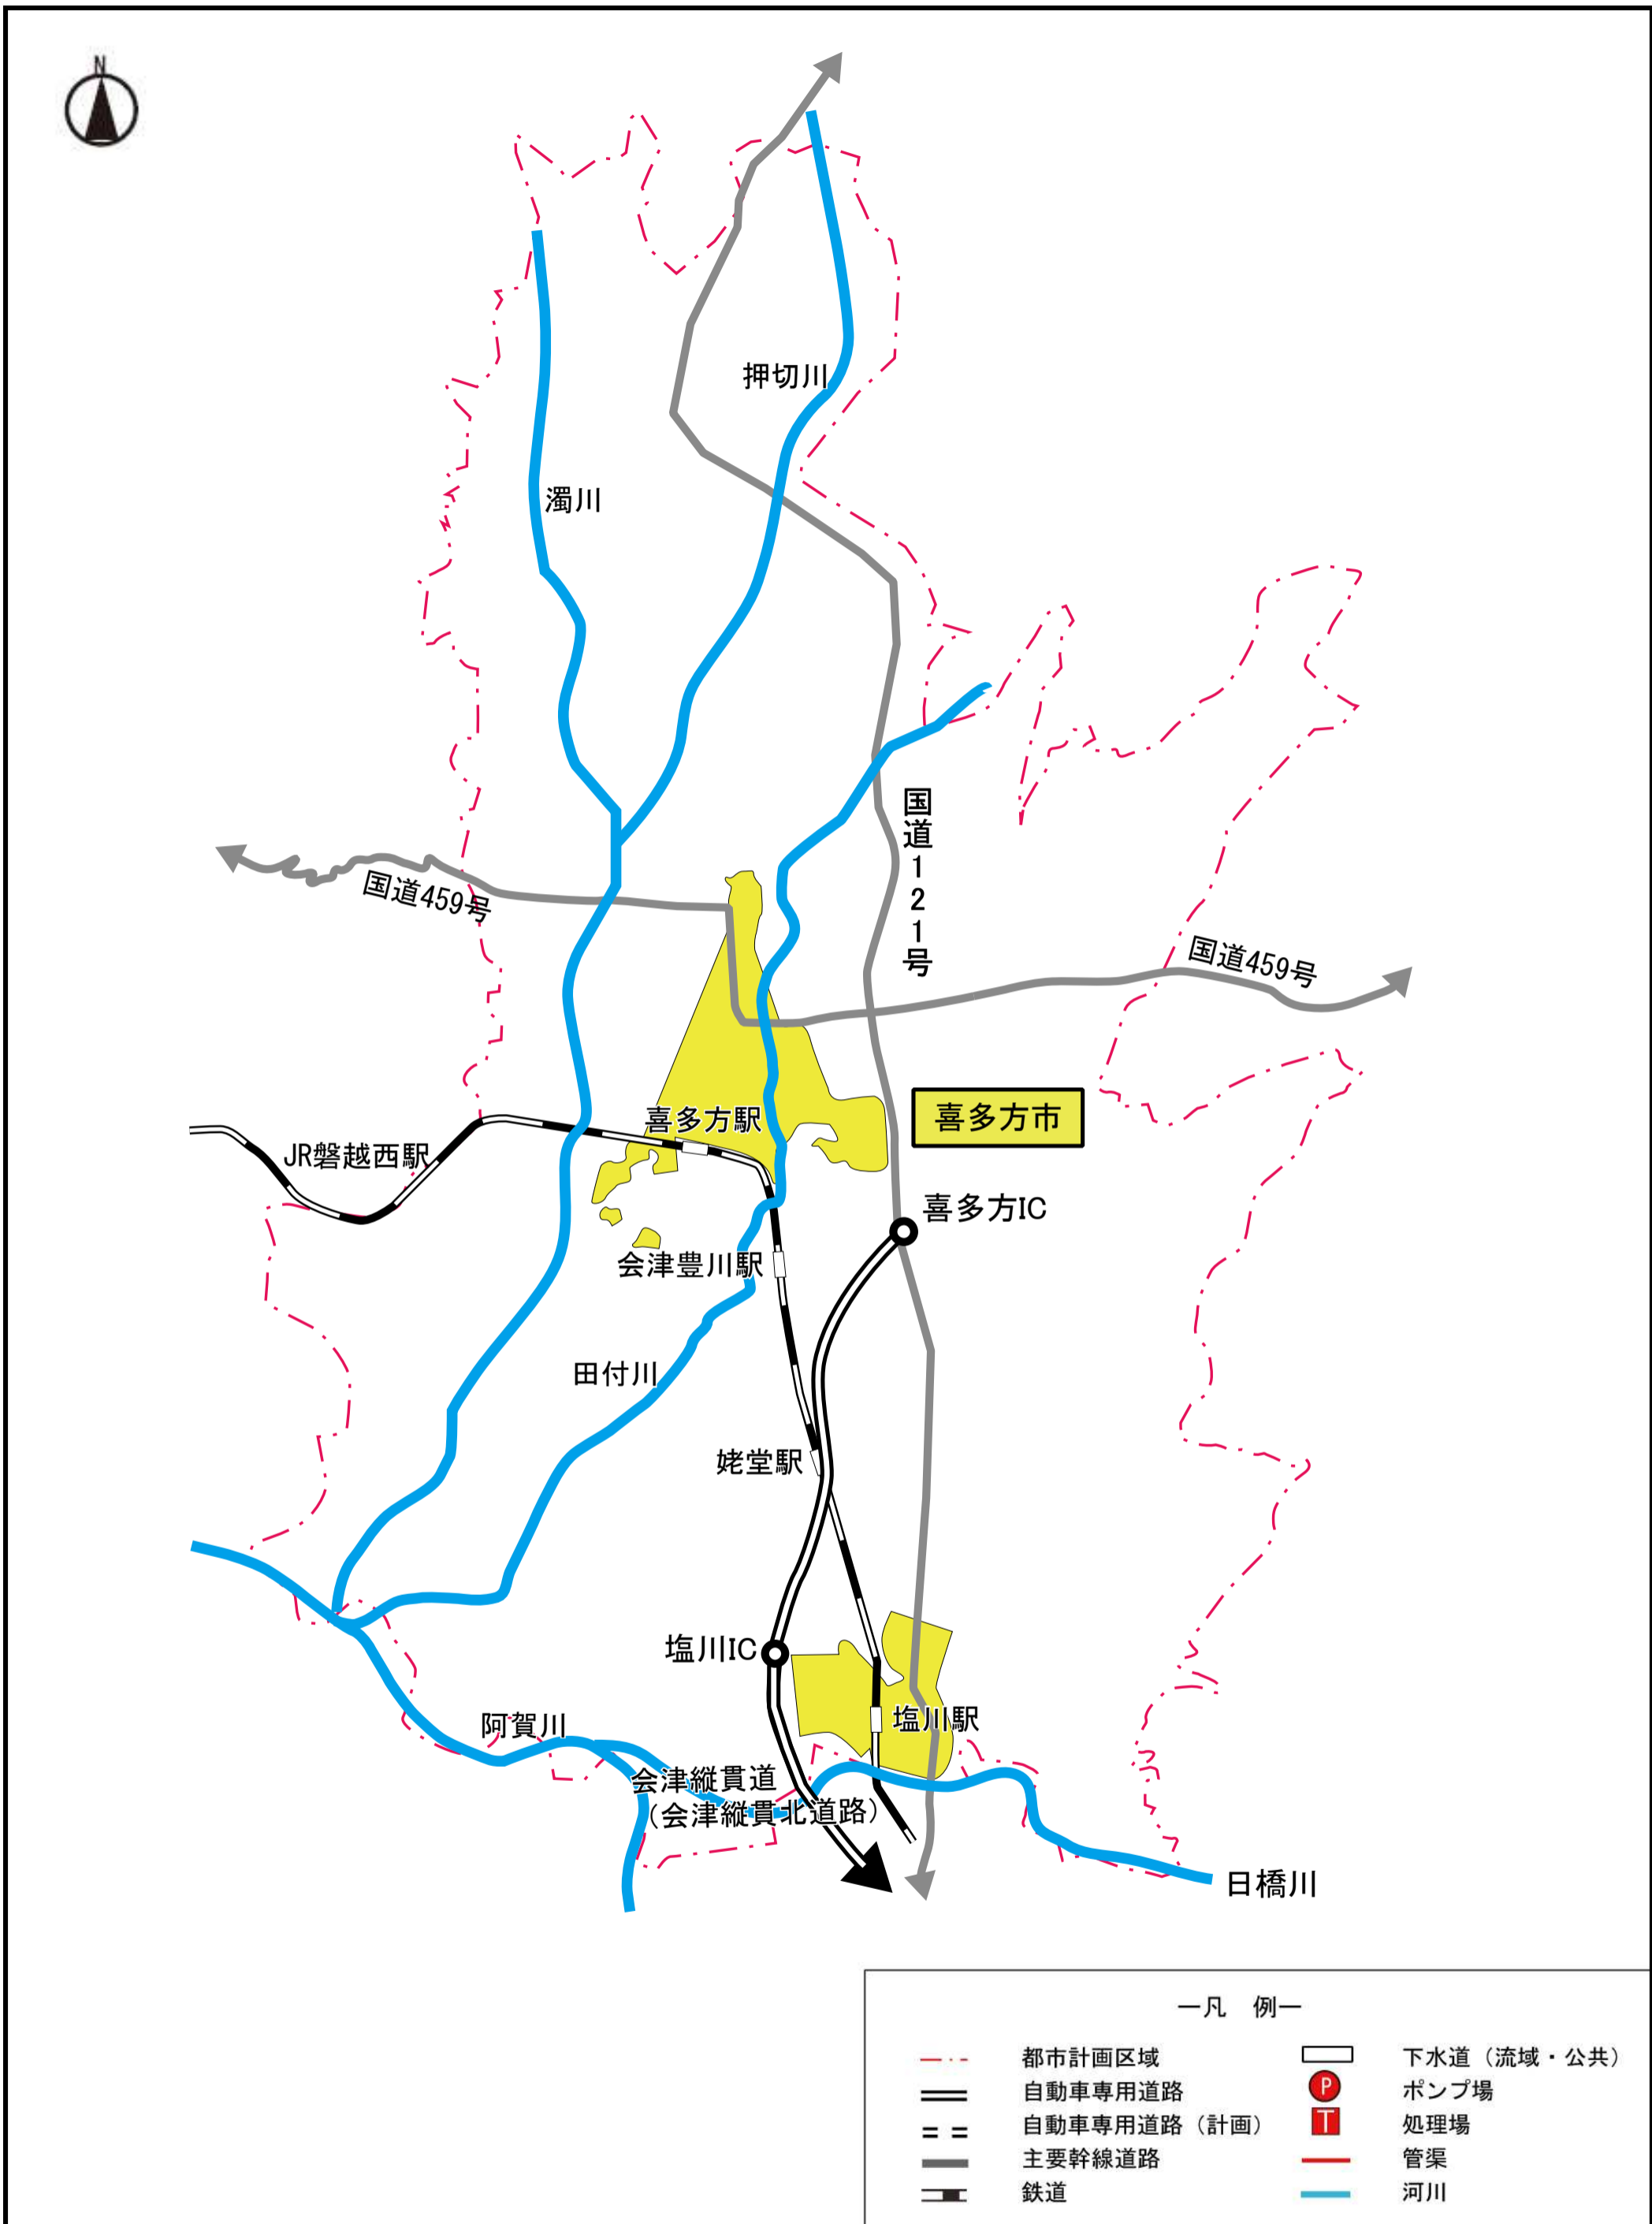 N
押切川
濁川
国道121号
国道459号
国道459号
喜多方駅
喜多方市
JR磐越西駅
喜多方IC
会津豊川駅
田付川
姥堂駅
塩川IC
塩川駅
阿賀川
会津縦貫道
（会津縦貫北道路）
日橋川
―凡　例―
都市計画区域
自動車専用道路
自動車専用道路（計画）
主要幹線道路
鉄道
下水道（流域・公共）
P ポンプ場
T 処理場
管渠
河川